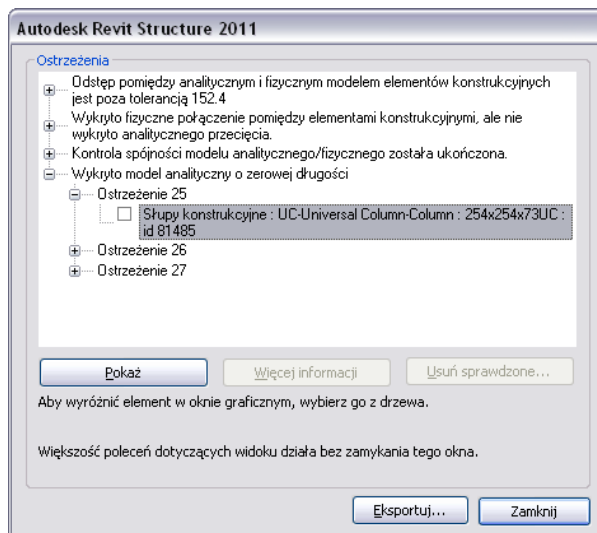 Autodesk Revit Structure 2011
Ostrzeżenia
Odstęp pomiędzy analitycznym i fizycznym modelem elementów konstrukcyjnych
jest poza tolerancją 152.4
Wykryto fizyczne połączenie pomiędzy elementami konstrukcyjnymi, ale nie
wykryto analitycznego przecięcia.
Kontrola spójności modelu analitycznego/fizycznego została ukończona.
Wykryto model analityczny o zerowej długości
Ostrzeżenie 25
Słupy konstrukcyjne : UC-Universal Column-Column : 254x254x73UC :
id 81485
Ostrzeżenie 26
Ostrzeżenie 27
Pokaż
Więcej informacji
Usuń sprawdzone...
Aby wyróżnić element w oknie graficznym, wybierz go z drzewa.
Większość poleceń dotyczących widoku działa bez zamykania tego okna.
Eksportuj...
Zamknij